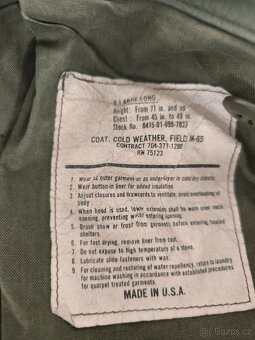 X-LARGE-LONG
Height: From 71 in. and up
Chest: From 45 in. to 49 in
Stock No. 8415-01-099-7837
COAT, COLD WEATHER, FIELD, M-65
CONTRACT 704-377-1290
RN 75123
1. Wear as outer garment or as underlayer in cold-dry climate.
2. Wear button-in liner for added insulation.
3. Adjust closures and drawcords to ventilate; avoid overheating of
body.
4. When hood is used, lower extension shall be worn over neck
opening, preventing water entering opening.
5. Brush snow or frost from garment, before entering heated
shelters.
6. For fast drying, remove liner from coat.
7. Do not expose to high temperature of a stove.
8. Lubricate slide fasteners with wax.
9. For cleaning and restoring of water repellency, return to laundry
for machine washing in accordance with established procedures
for quarpel treated garments.
MADE IN U.S.A.
sbazar.cz